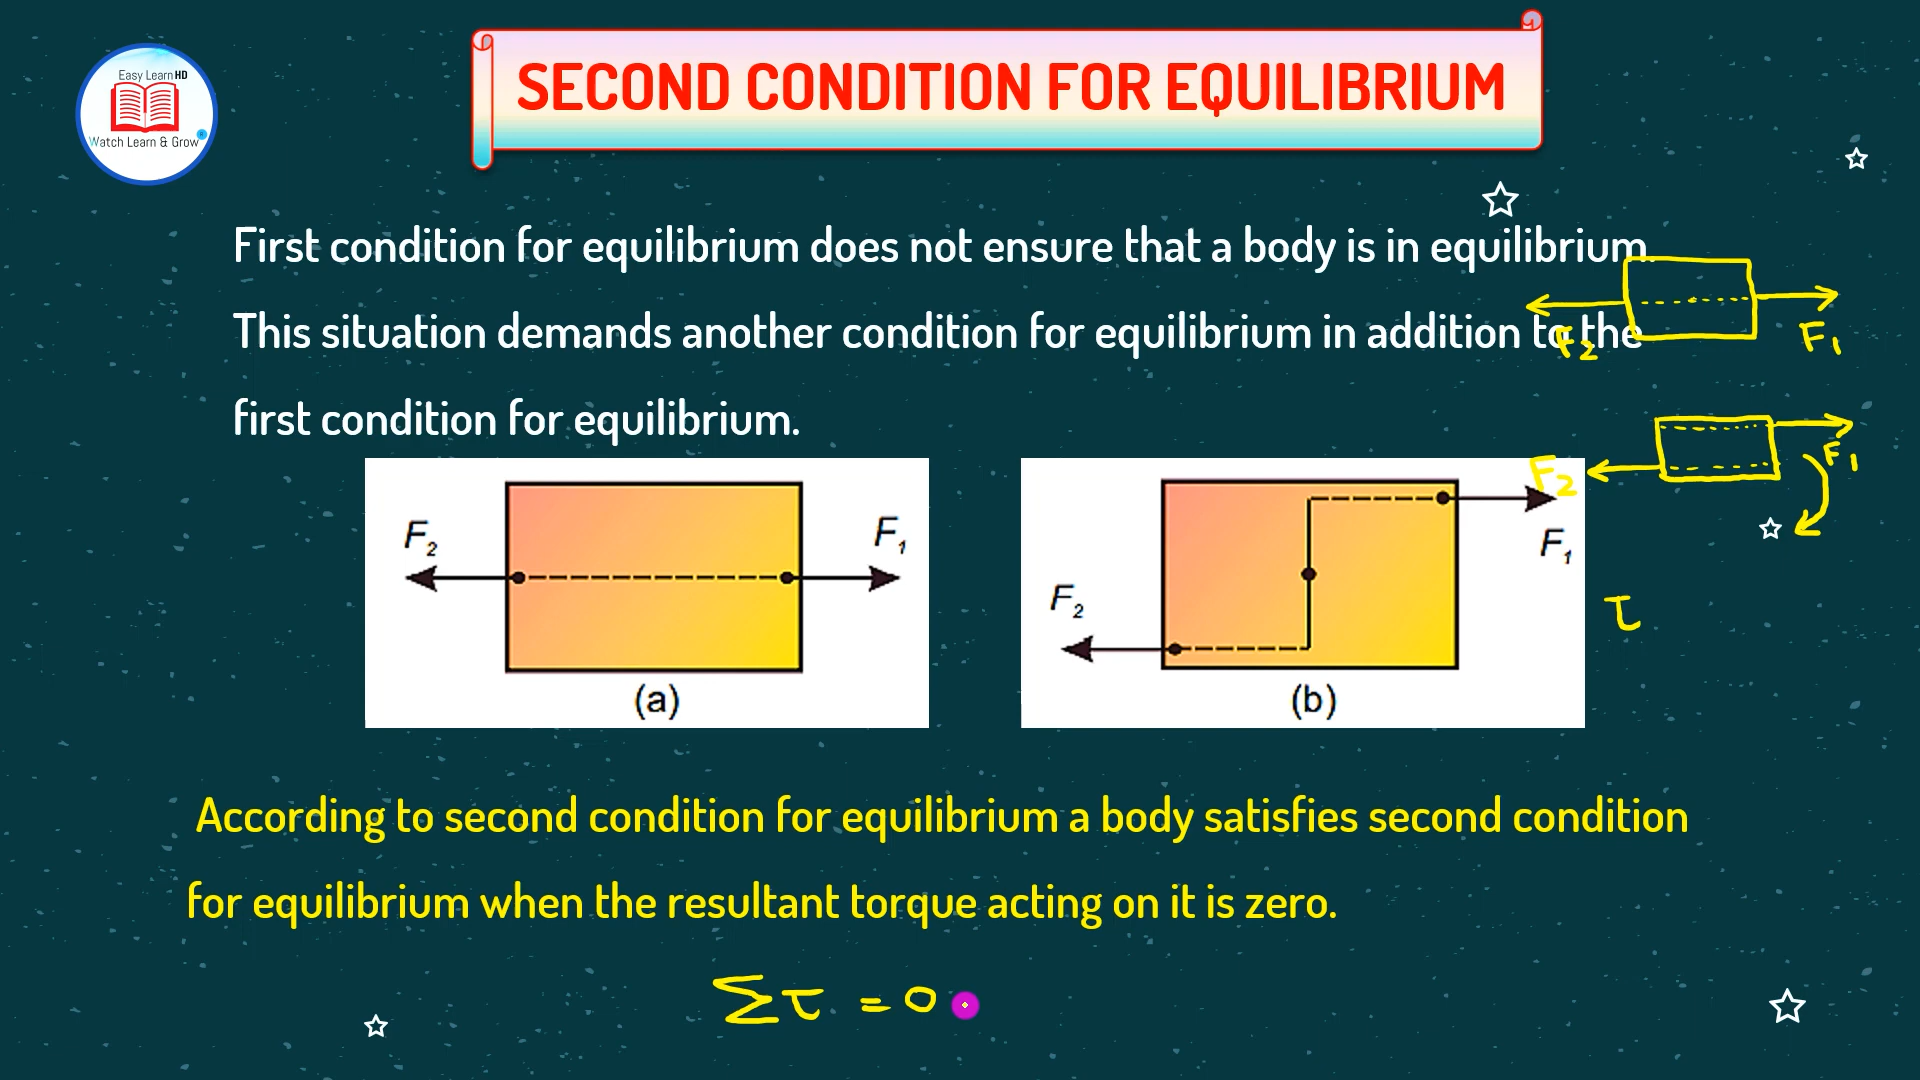 SECOND CONDITION FOR EQUILIBRIUM
Easy Learn HD
Watch Learn & Grow
First condition for equilibrium does not ensure that a body is in equilibrium.
This situation demands another condition for equilibrium in addition to the
first condition for equilibrium.
F₂
F₁
F₂
F₁
F₂
F₁
(a)
F₂
F₁
(b)
τ
According to second condition for equilibrium a body satisfies second condition
for equilibrium when the resultant torque acting on it is zero.
Στ = 0